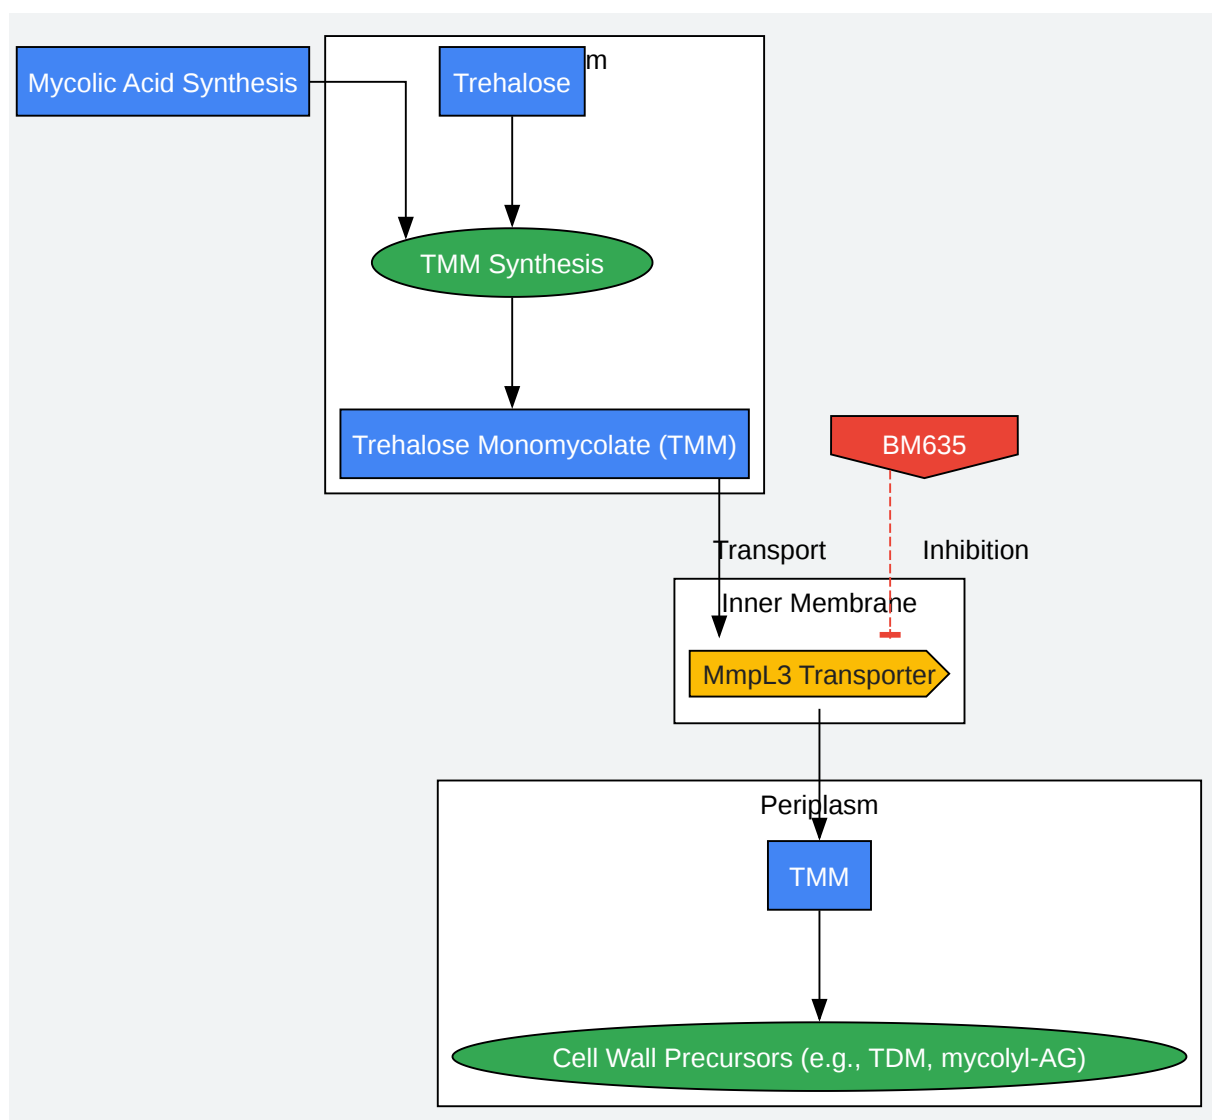 Mycolic Acid Synthesis
Trehalose
TMM Synthesis
Trehalose Monomycolate (TMM)
BM635
Transport
Inhibition
Inner Membrane
MmpL3 Transporter
Periplasm
TMM
Cell Wall Precursors (e.g., TDM, mycolyl-AG)